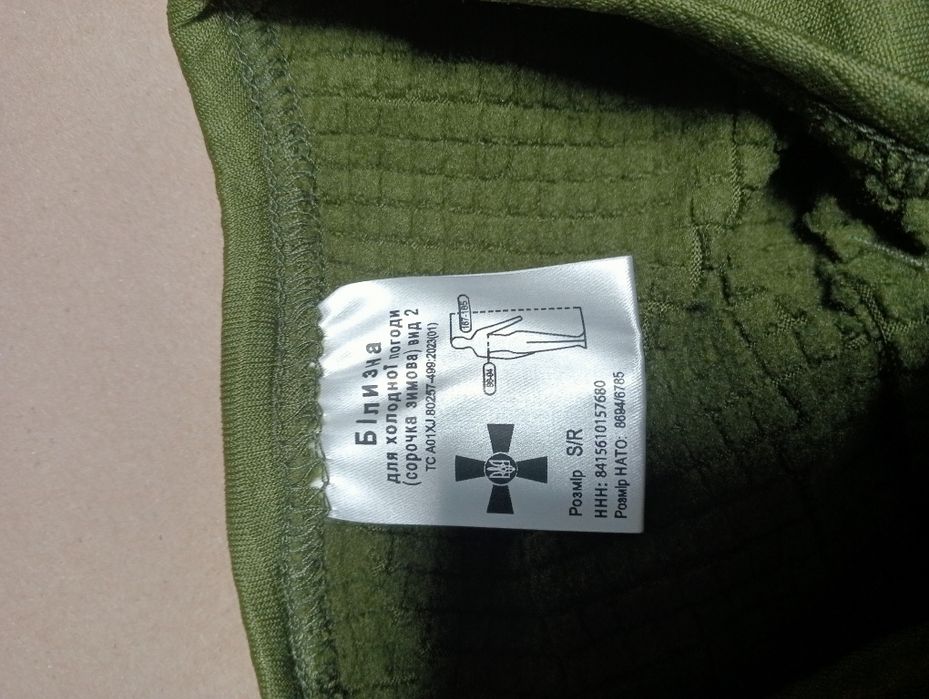 Білизна
для холодної погоди
(сорочка зимова) вид 2
ТС А01XJ.80257-499:2023(01)
Розмір S/R
ННН: 8415610157680
Розмір НАТО: 8694/6785